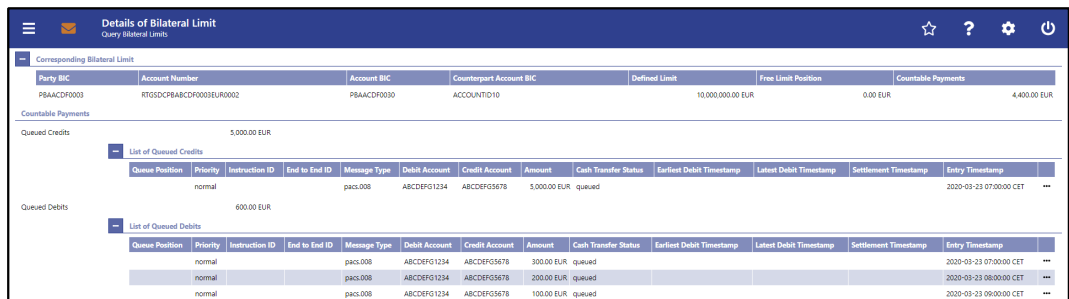 Details of Bilateral Limit
Query Bilateral Limits
Corresponding Bilateral Limit
Party BIC Account Number Account BIC Counterpart Account BIC Defined Limit Free Limit Position Countable Payments
PBAACDF0003 RTGSDCPBABCDF0003EUR0002 PBAACDF0030 ACCOUNTID10 10,000,000.00 EUR 0.00 EUR 4,400.00 EUR
Countable Payments
Queued Credits 5,000.00 EUR
List of Queued Credits
Queue Position Priority Instruction ID End to End ID Message Type Debit Account Credit Account Amount Cash Transfer Status Earliest Debit Timestamp Latest Debit Timestamp Settlement Timestamp Entry Timestamp
normal pacs.008 ABCDEFG1234 ABCDEFG5678 5,000.00 EUR queued 2020-03-23 07:00:00 CET
Queued Debits 600.00 EUR
List of Queued Debits
Queue Position Priority Instruction ID End to End ID Message Type Debit Account Credit Account Amount Cash Transfer Status Earliest Debit Timestamp Latest Debit Timestamp Settlement Timestamp Entry Timestamp
normal pacs.008 ABCDEFG1234 ABCDEFG5678 300.00 EUR queued 2020-03-23 07:00:00 CET
normal pacs.008 ABCDEFG1234 ABCDEFG5678 200.00 EUR queued 2020-03-23 08:00:00 CET
normal pacs.008 ABCDEFG1234 ABCDEFG5678 100.00 EUR queued 2020-03-23 09:00:00 CET